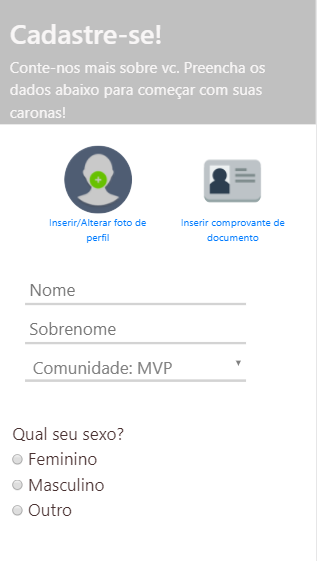 Cadastre-se!
Conte-nos mais sobre vc. Preencha os
dados abaixo para começar com suas
caronas!
Inserir/Alterar foto de
perfil
Inserir comprovante de
documento
Nome
Sobrenome
Comunidade: MVP
Qual seu sexo?
Feminino
Masculino
Outro